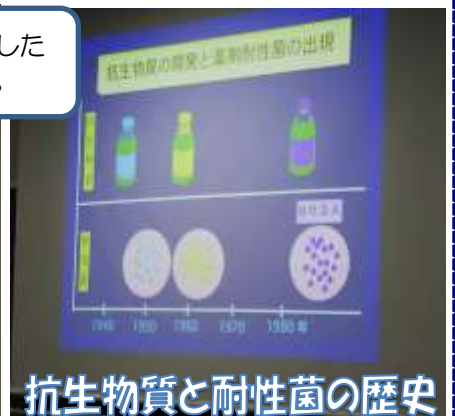 した
。
抗生物質の開発と薬剤耐性菌の出現
MRSA
1940 1950 1960 1970 1980年
抗生物質と耐性菌の歴史